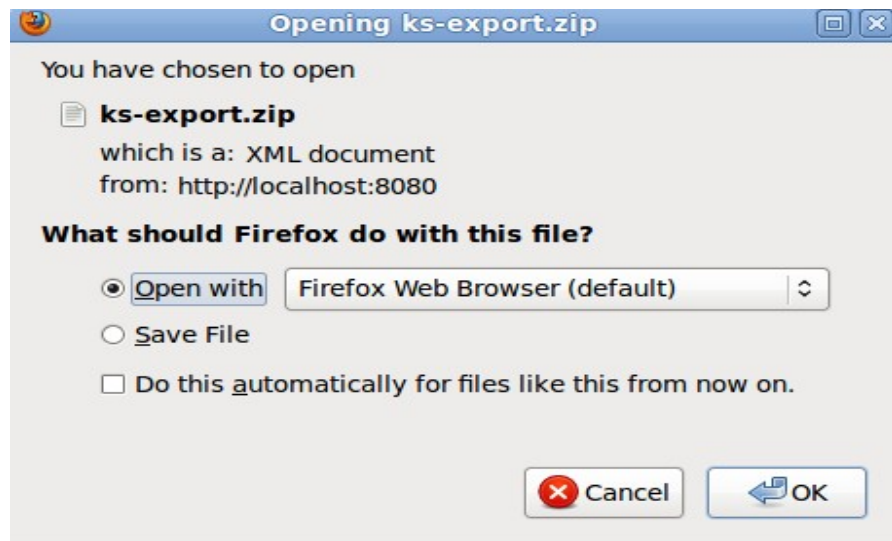 Opening ks-export.zip
You have chosen to open
ks-export.zip
which is a: XML document
from: http://localhost:8080
What should Firefox do with this file?
Open with Firefox Web Browser (default)
Save File
Do this automatically for files like this from now on.
Cancel OK